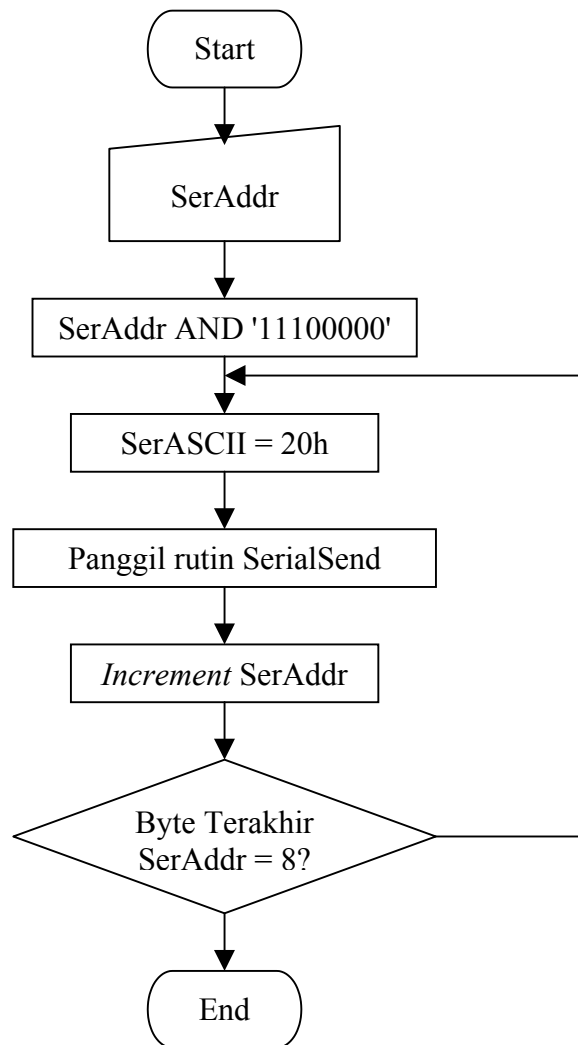 Start
SerAddr
SerAddr AND '11100000'
SerASCII = 20h
Panggil rutin SerialSend
Increment SerAddr
Byte Terakhir
SerAddr = 8?
End